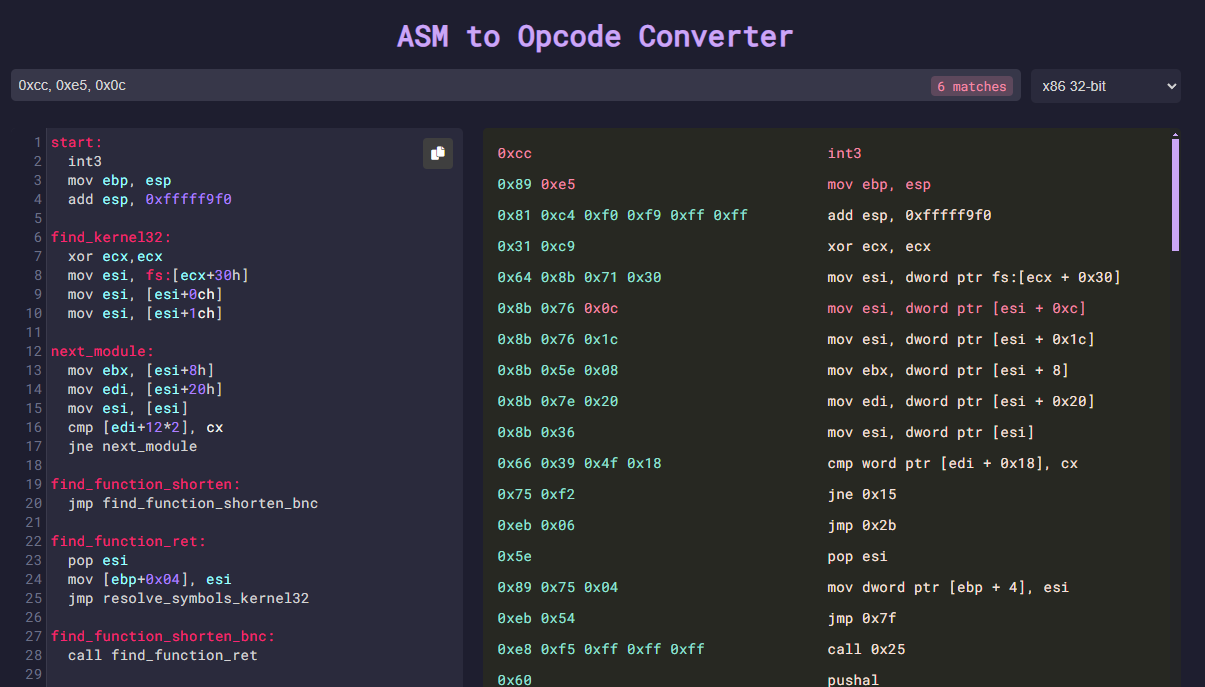 ASM to Opcode Converter
0xcc, 0xe5, 0x0c
6 matches
x86 32-bit
1 start:
2 int3
3 mov ebp, esp
4 add esp, 0xfffff9f0
5
6 find_kernel32:
7 xor ecx,ecx
8 mov esi, fs:[ecx+30h]
9 mov esi, [esi+0ch]
10 mov esi, [esi+1ch]
11
12 next_module:
13 mov ebx, [esi+8h]
14 mov edi, [esi+20h]
15 mov esi, [esi]
16 cmp [edi+12*2], cx
17 jne next_module
18
19 find_function_shorten:
20 jmp find_function_shorten_bnc
21
22 find_function_ret:
23 pop esi
24 mov [ebp+0x04], esi
25 jmp resolve_symbols_kernel32
26
27 find_function_shorten_bnc:
28 call find_function_ret
29
0xcc int3
0x89 0xe5 mov ebp, esp
0x81 0xc4 0xf0 0xf9 0xff 0xff add esp, 0xfffff9f0
0x31 0xc9 xor ecx, ecx
0x64 0x8b 0x71 0x30 mov esi, dword ptr fs:[ecx + 0x30]
0x8b 0x76 0x0c mov esi, dword ptr [esi + 0xc]
0x8b 0x76 0x1c mov esi, dword ptr [esi + 0x1c]
0x8b 0x5e 0x08 mov ebx, dword ptr [esi + 8]
0x8b 0x7e 0x20 mov edi, dword ptr [esi + 0x20]
0x8b 0x36 mov esi, dword ptr [esi]
0x66 0x39 0x4f 0x18 cmp word ptr [edi + 0x18], cx
0x75 0xf2 jne 0x15
0xeb 0x06 jmp 0x2b
0x5e pop esi
0x89 0x75 0x04 mov dword ptr [ebp + 4], esi
0xeb 0x54 jmp 0x7f
0xe8 0xf5 0xff 0xff 0xff call 0x25
0x60 pushal